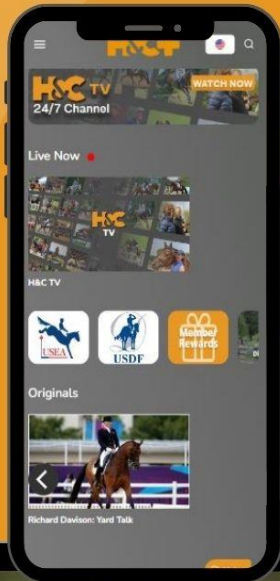 H&C+
H&C TV
WATCH NOW
24/7 Channel
Live Now
H&C
TV
H&C TV
USEA
USDF
Member
Rewards
Originals
Richard Davison: Yard Talk